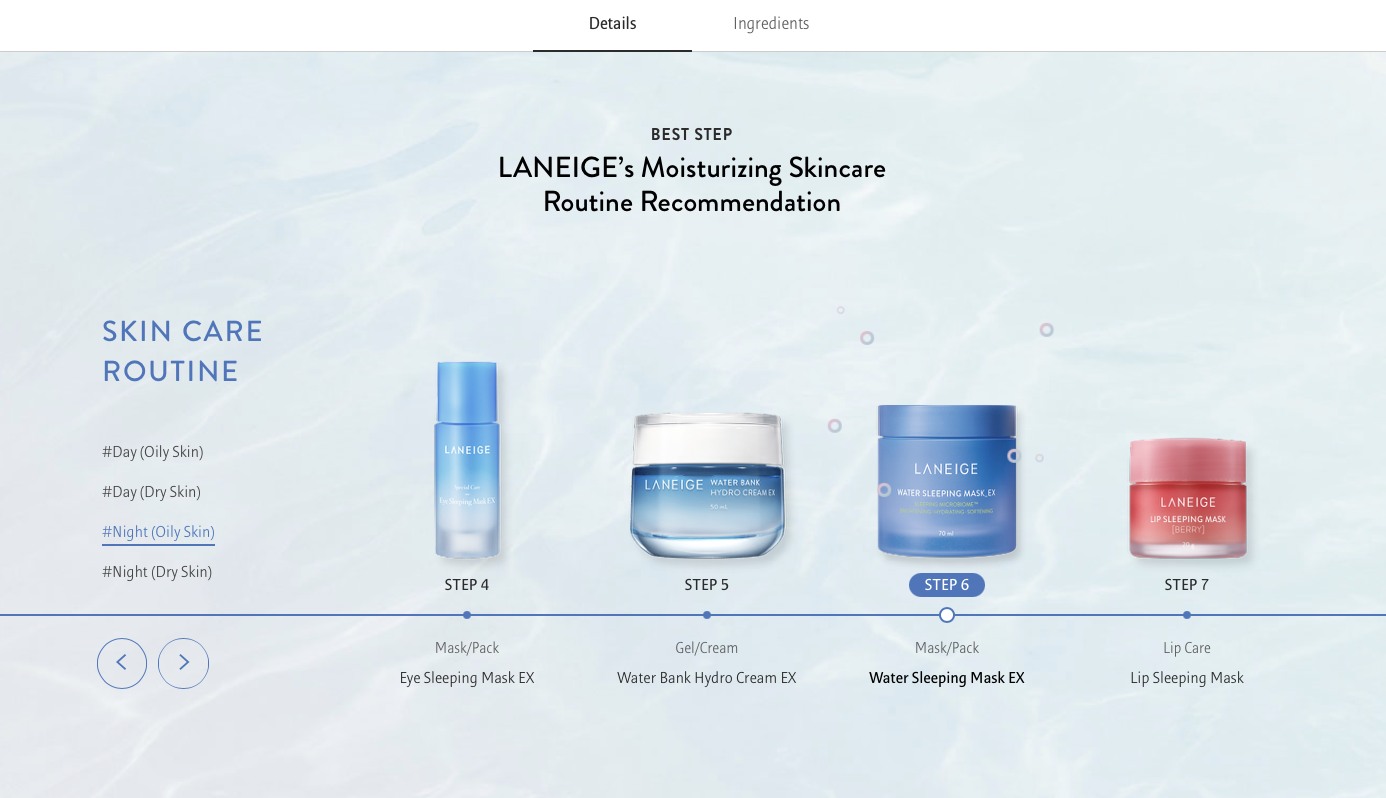 Details
Ingredients
BEST STEP
LANEIGE’s Moisturizing Skincare
Routine Recommendation
SKIN CARE
ROUTINE
#Day (Oily Skin)
#Day (Dry Skin)
#Night (Oily Skin)
#Night (Dry Skin)
LANEIGE
Special Care
Eye Sleeping Mask EX
STEP 4
Mask/Pack
Eye Sleeping Mask EX
LANEIGE
WATER BANK
HYDRO CREAM EX
50 mL
STEP 5
Gel/Cream
Water Bank Hydro Cream EX
LANEIGE
WATER SLEEPING MASK_EX
SLEEPING MICROBIOME™
70 ml
STEP 6
Mask/Pack
Water Sleeping Mask EX
LANEIGE
LIP SLEEPING MASK
[BERRY]
STEP 7
Lip Care
Lip Sleeping Mask